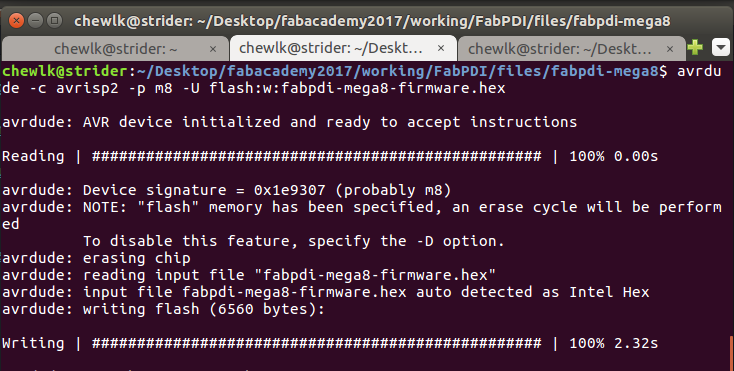 chewlk@strider: ~/Desktop/fabacademy2017/working/FabPDI/files/fabpdi-mega8
chewlk@strider: ~ × chewlk@strider: ~/Deskt... × chewlk@strider: ~/Deskt... ×
chewlk@strider:~/Desktop/fabacademy2017/working/FabPDI/files/fabpdi-mega8$ avrdu
de -c avrisp2 -p m8 -U flash:w:fabpdi-mega8-firmware.hex
avrdude: AVR device initialized and ready to accept instructions
Reading | ################################################## | 100% 0.00s
avrdude: Device signature = 0x1e9307 (probably m8)
avrdude: NOTE: "flash" memory has been specified, an erase cycle will be perform
ed
To disable this feature, specify the -D option.
avrdude: erasing chip
avrdude: reading input file "fabpdi-mega8-firmware.hex"
avrdude: input file fabpdi-mega8-firmware.hex auto detected as Intel Hex
avrdude: writing flash (6560 bytes):
Writing | ################################################## | 100% 2.32s